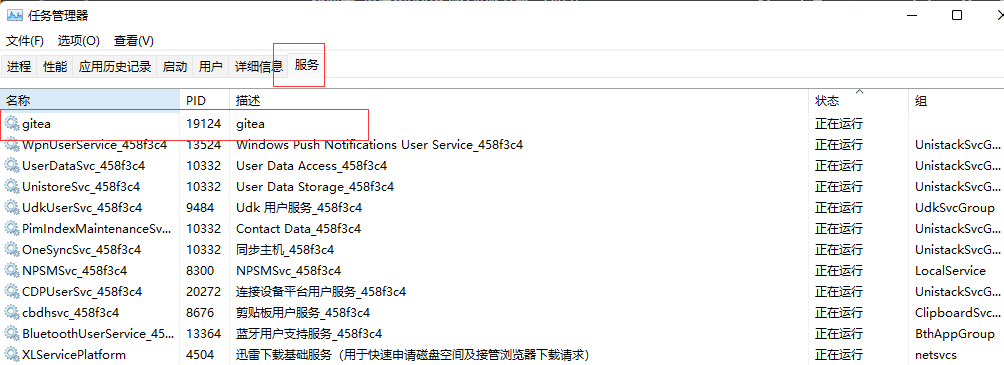 任务管理器
文件(F) 选项(O) 查看(V)
进程 性能 应用历史记录 启动 用户 详细信息 服务
名称 PID 描述 状态 组
gitea 19124 gitea 正在运行
WpnUserService_458f3c4 13524 Windows Push Notifications User Service_458f3c4 正在运行 UnistackSvcG...
UserDataSvc_458f3c4 10332 User Data Access_458f3c4 正在运行 UnistackSvcG...
UnistoreSvc_458f3c4 10332 User Data Storage_458f3c4 正在运行 UnistackSvcG...
UdkUserSvc_458f3c4 9484 Udk 用户服务_458f3c4 正在运行 UdkSvcGroup
PimIndexMaintenanceSv... 10332 Contact Data_458f3c4 正在运行 UnistackSvcG...
OneSyncSvc_458f3c4 10332 同步主机_458f3c4 正在运行 UnistackSvcG...
NPSMSvc_458f3c4 8300 NPSMSvc_458f3c4 正在运行 LocalService
CDPUserSvc_458f3c4 20272 连接设备平台用户服务_458f3c4 正在运行 UnistackSvcG...
cbdhsvc_458f3c4 8676 剪贴板用户服务_458f3c4 正在运行 ClipboardSvc...
BluetoothUserService_45... 13364 蓝牙用户支持服务_458f3c4 正在运行 BthAppGroup
XLServicePlatform 4504 迅雷下载基础服务（用于快速申请磁盘空间及接管浏览器下载请求） 正在运行 netsvcs